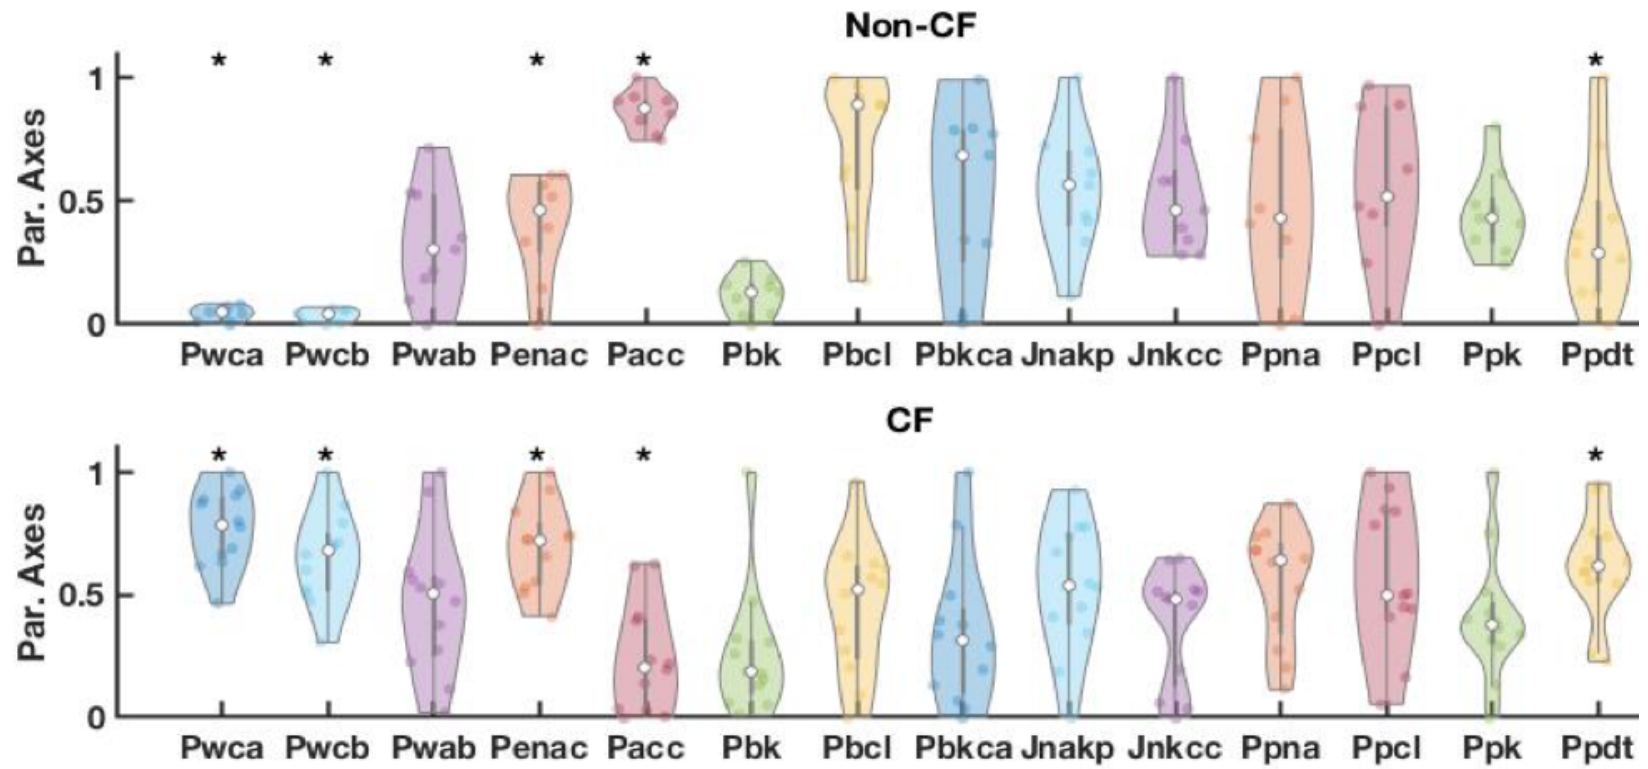 Non-CF
* * * * *
1
Par. Axes
0.5
0
Pwca Pwcb Pwab Penac Pacc Pbk Pbcl Pbkca Jnakp Jnkcc Ppna Ppcl Ppk Ppdt
CF
* * * * *
1
Par. Axes
0.5
0
Pwca Pwcb Pwab Penac Pacc Pbk Pbcl Pbkca Jnakp Jnkcc Ppna Ppcl Ppk Ppdt